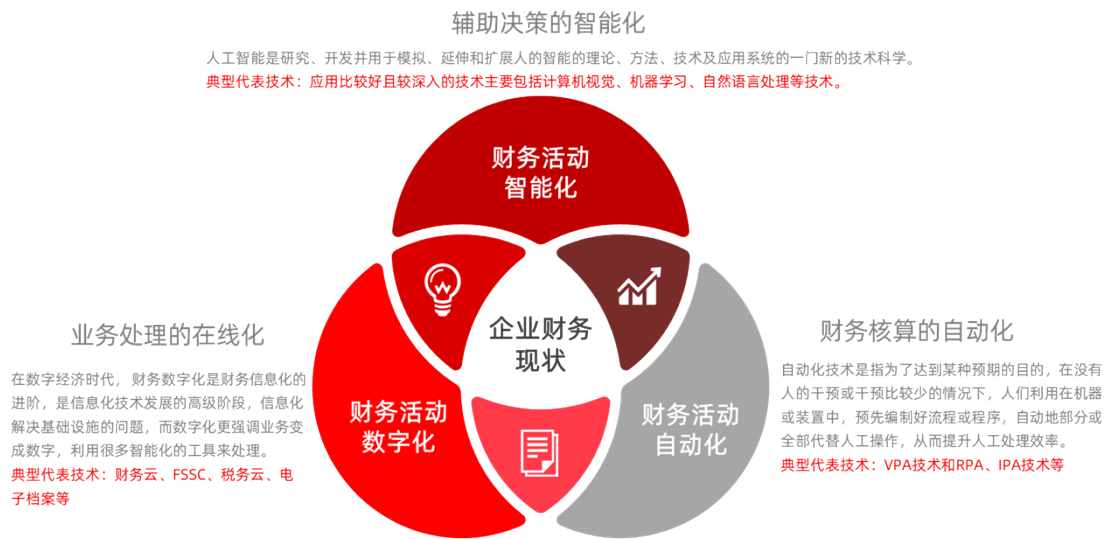 辅助决策的智能化
人工智能是研究、开发并用于模拟、延伸和扩展人的智能的理论、方法、技术及应用系统的一门新的技术科学。
典型代表技术：应用比较好且较深入的技术主要包括计算机视觉、机器学习、自然语言处理等技术。
财务活动
智能化
企业财务
现状
业务处理的在线化
在数字经济时代，财务数字化是财务信息化的
进阶，是信息化技术发展的高级阶段，信息化
解决基础设施的问题，而数字化更强调业务变
成数字，利用很多智能化的工具来处理。
典型代表技术：财务云、FSSC、税务云、电
子档案等
财务活动
数字化
财务活动
自动化
财务核算的自动化
自动化技术是指为了达到某种预期的目的，在没有
人的干预或干预比较少的情况下，人们利用在机器
或装置中，预先编制好流程或程序，自动地部分或
全部代替人工操作，从而提升人工处理效率。
典型代表技术：VPA技术和RPA、IPA技术等